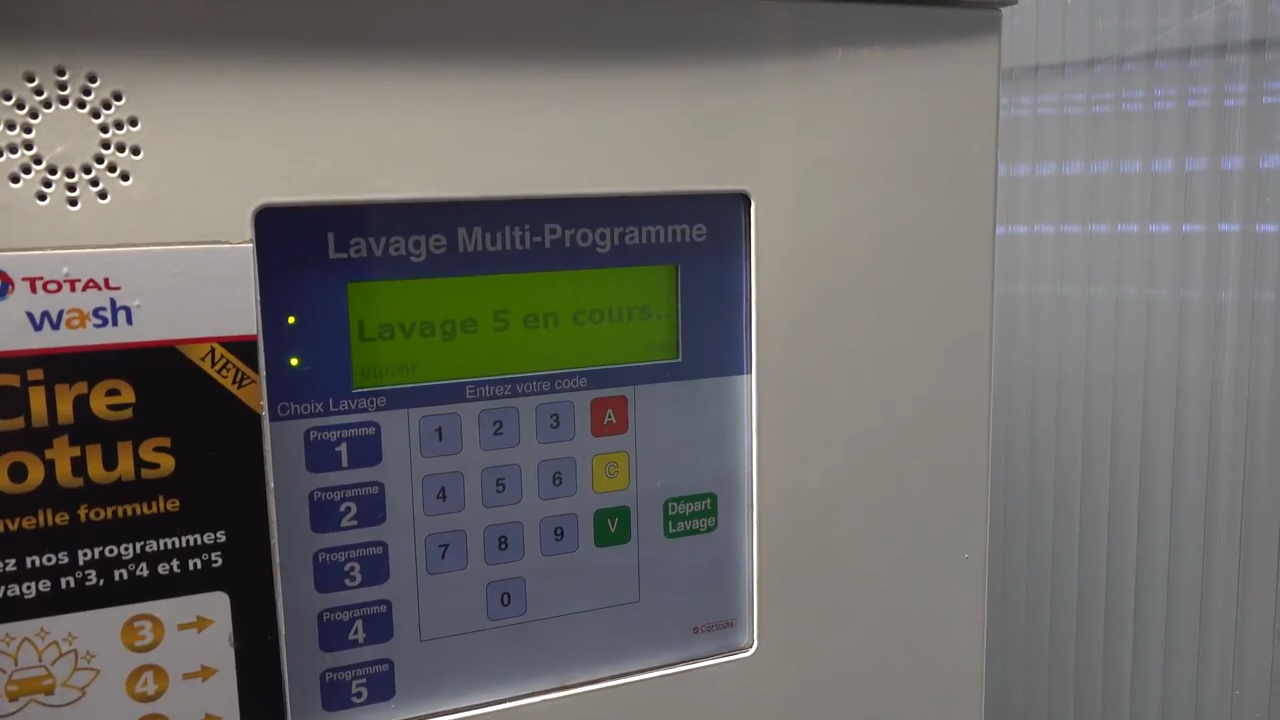 TOTAL
wash
NEW
Cire
otus
velle formule
ez nos programmes
vage n°3, n°4 et n°5
3
4
Lavage Multi-Programme
Lavage 5 en cours..
Entrez votre code
Choix Lavage
Programme
1
Programme
2
Programme
3
Programme
4
Programme
5
1 2 3 A
4 5 6 C
7 8 9 V
0
Départ
Lavage
Cartadis